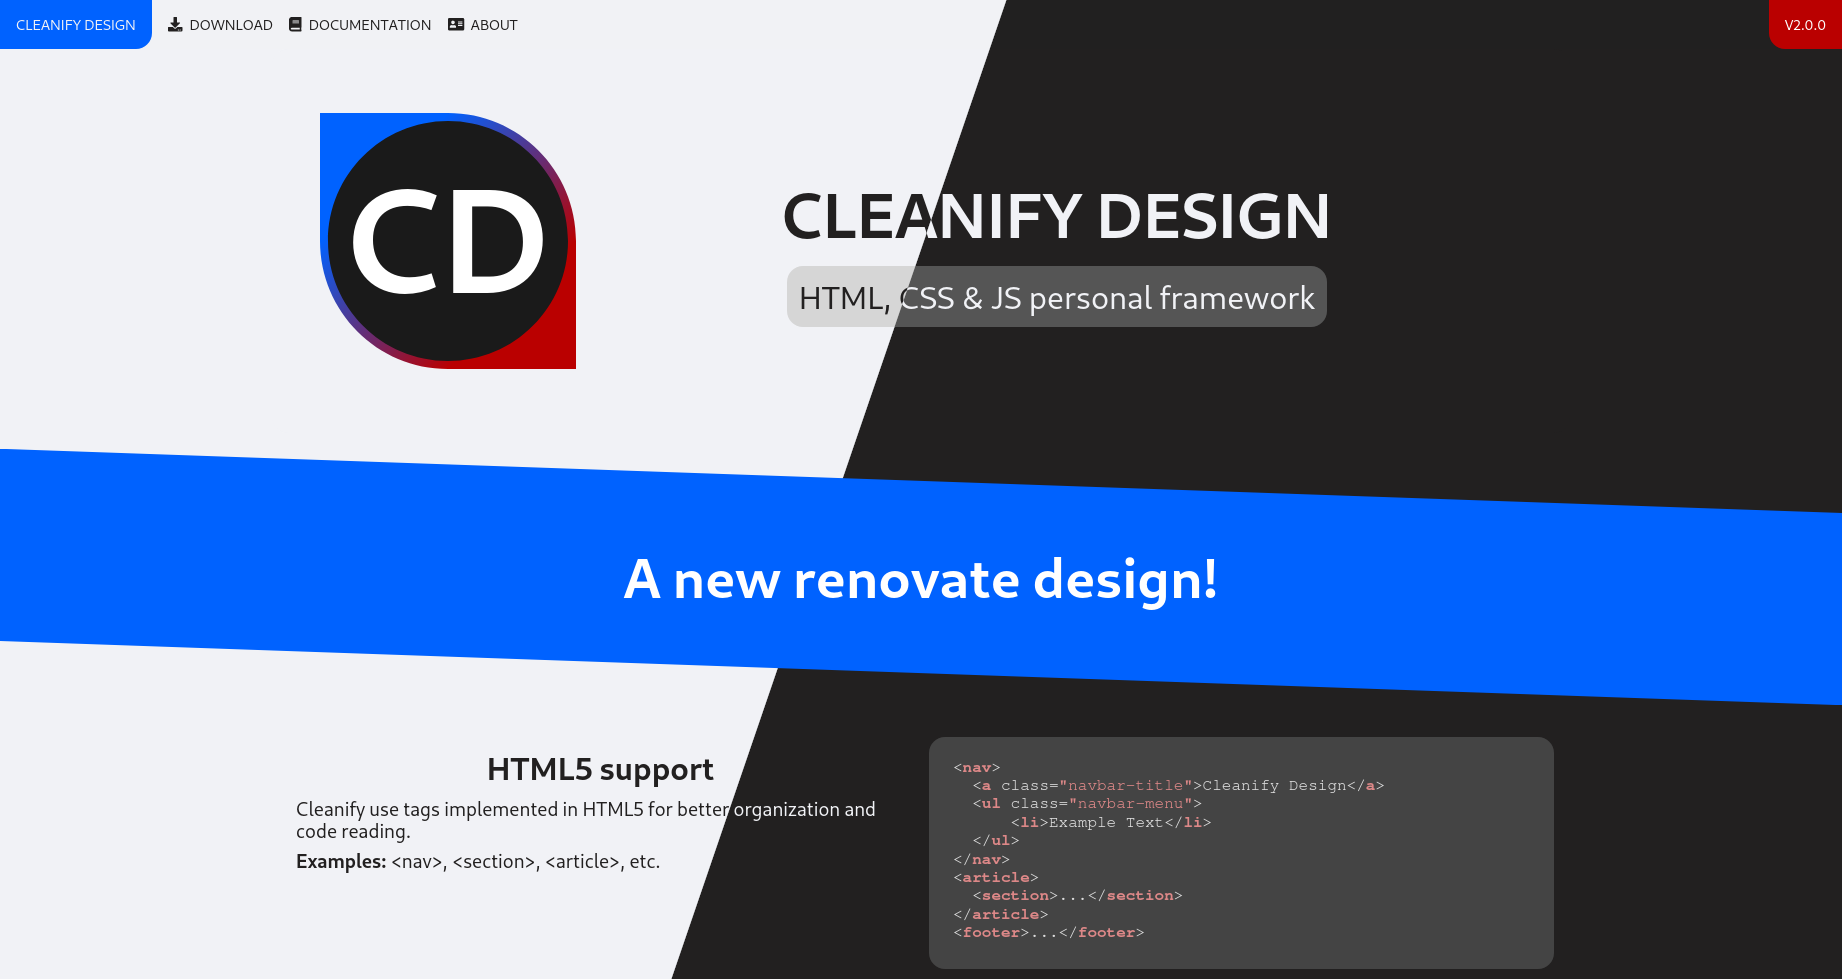 CLEANIFY DESIGN DOWNLOAD DOCUMENTATION ABOUT V2.0.0
CD
CLEANIFY DESIGN
HTML, CSS & JS personal framework
A new renovate design!
HTML5 support
Cleanify use tags implemented in HTML5 for better organization and
code reading.
Examples: <nav>, <section>, <article>, etc.
<nav>
  <a class="navbar-title">Cleanify Design</a>
  <ul class="navbar-menu">
      <li>Example Text</li>
  </ul>
</nav>
<article>
  <section>...</section>
</article>
<footer>...</footer>